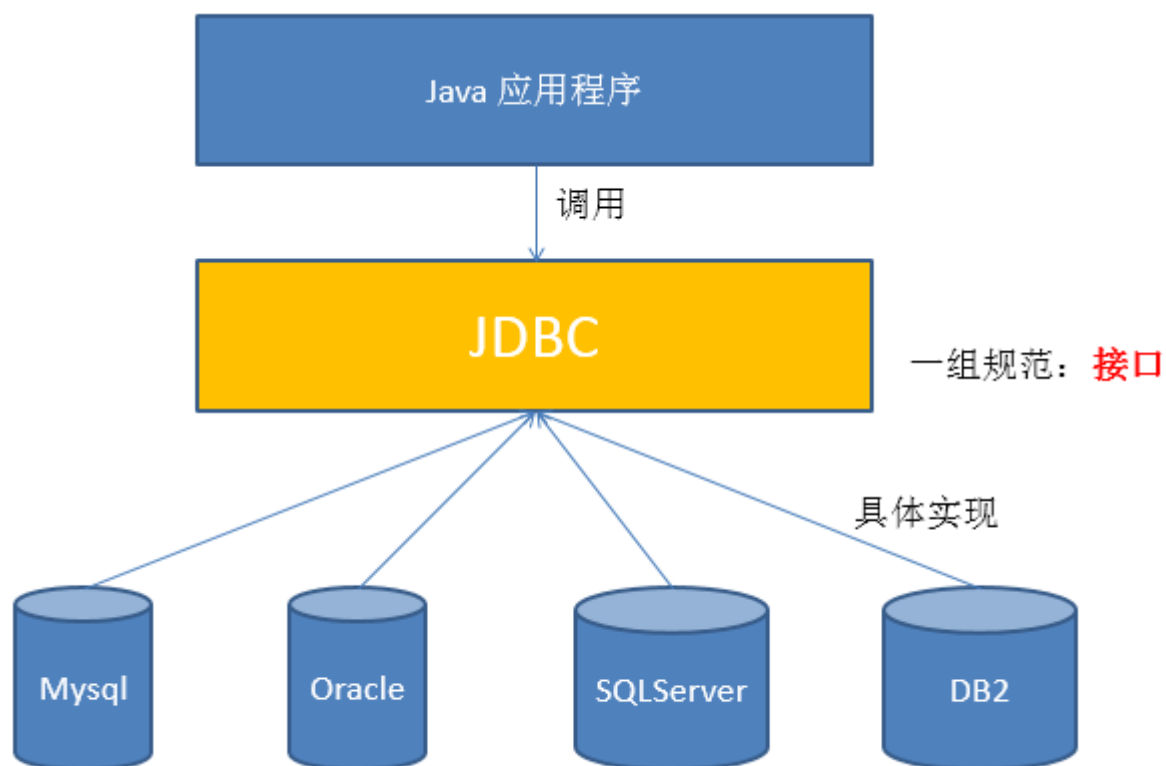 Java 应用程序
调用
JDBC
一组规范：接口
具体实现
Mysql
Oracle
SQLServer
DB2